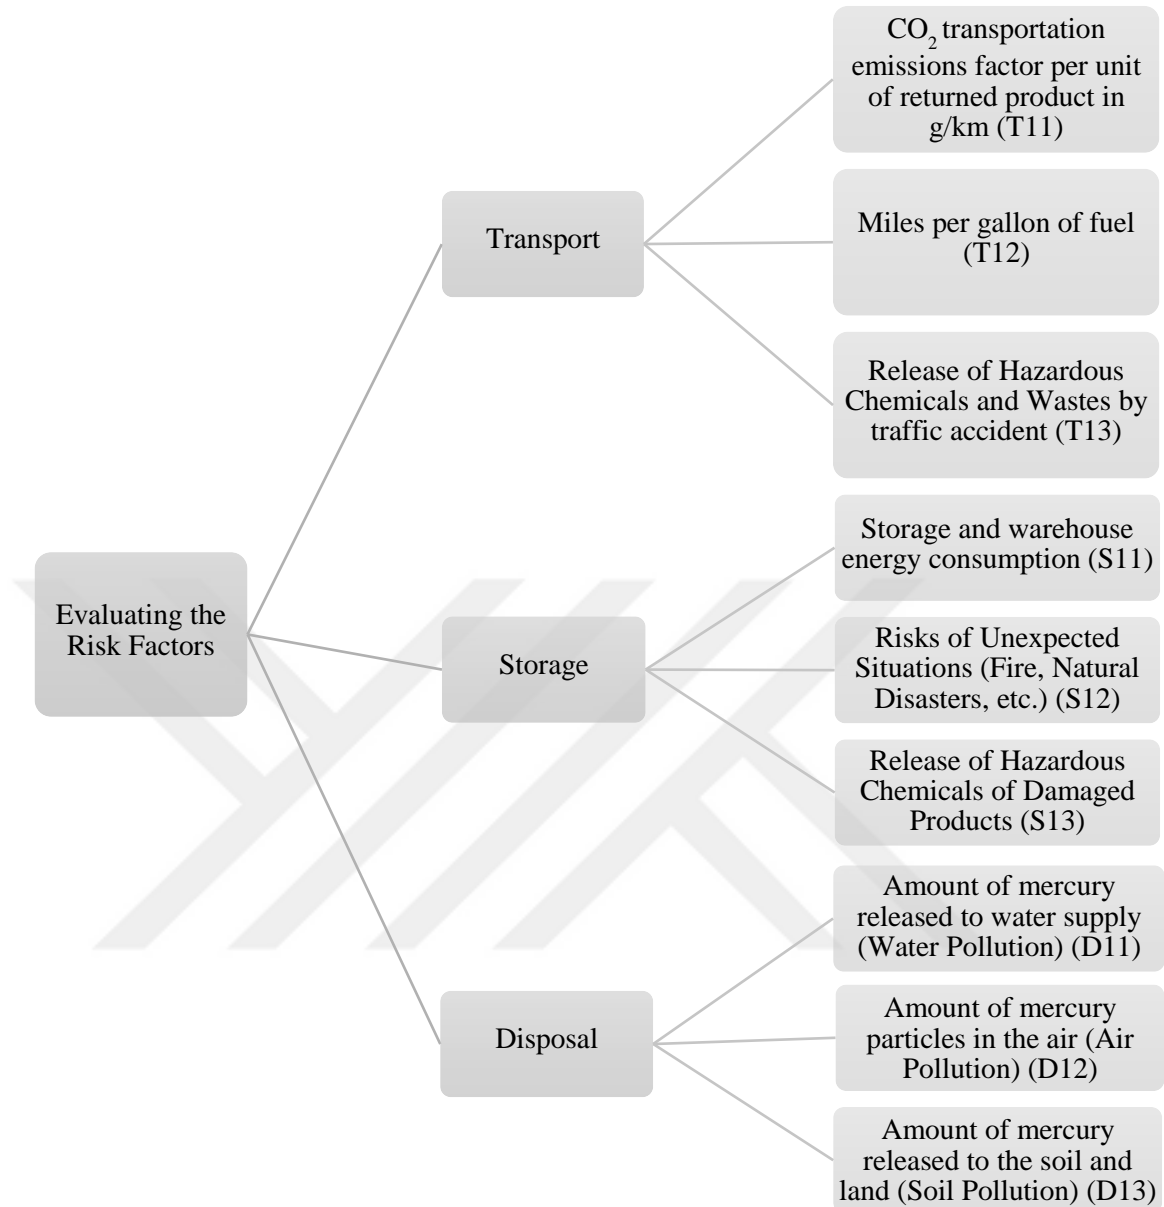 Evaluating the
Risk Factors
Transport
CO2 transportation
emissions factor per unit
of returned product in
g/km (T11)
Miles per gallon of fuel
(T12)
Release of Hazardous
Chemicals and Wastes by
traffic accident (T13)
Storage
Storage and warehouse
energy consumption (S11)
Risks of Unexpected
Situations (Fire, Natural
Disasters, etc.) (S12)
Release of Hazardous
Chemicals of Damaged
Products (S13)
Disposal
Amount of mercury
released to water supply
(Water Pollution) (D11)
Amount of mercury
particles in the air (Air
Pollution) (D12)
Amount of mercury
released to the soil and
land (Soil Pollution) (D13)